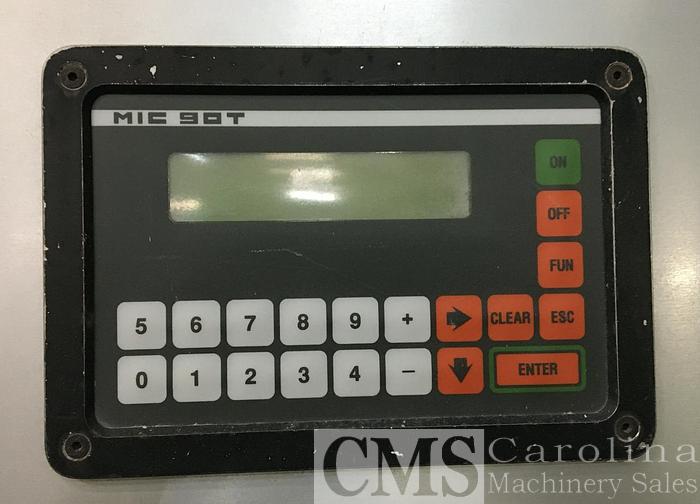 MIC 90T
ON
OFF
FUN
5 6 7 8 9 + CLEAR ESC
0 1 2 3 4 − ENTER
CMS Carolina
Machinery Sales